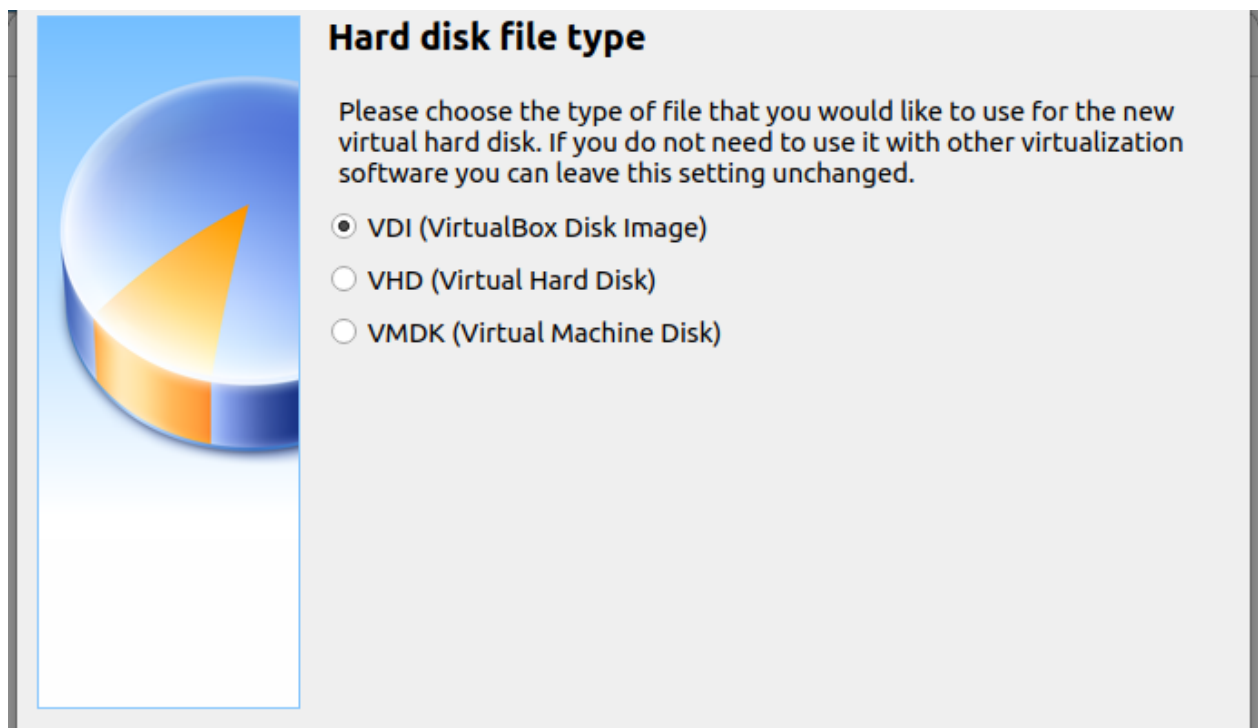 Hard disk file type
Please choose the type of file that you would like to use for the new
virtual hard disk. If you do not need to use it with other virtualization
software you can leave this setting unchanged.
VDI (VirtualBox Disk Image)
VHD (Virtual Hard Disk)
VMDK (Virtual Machine Disk)